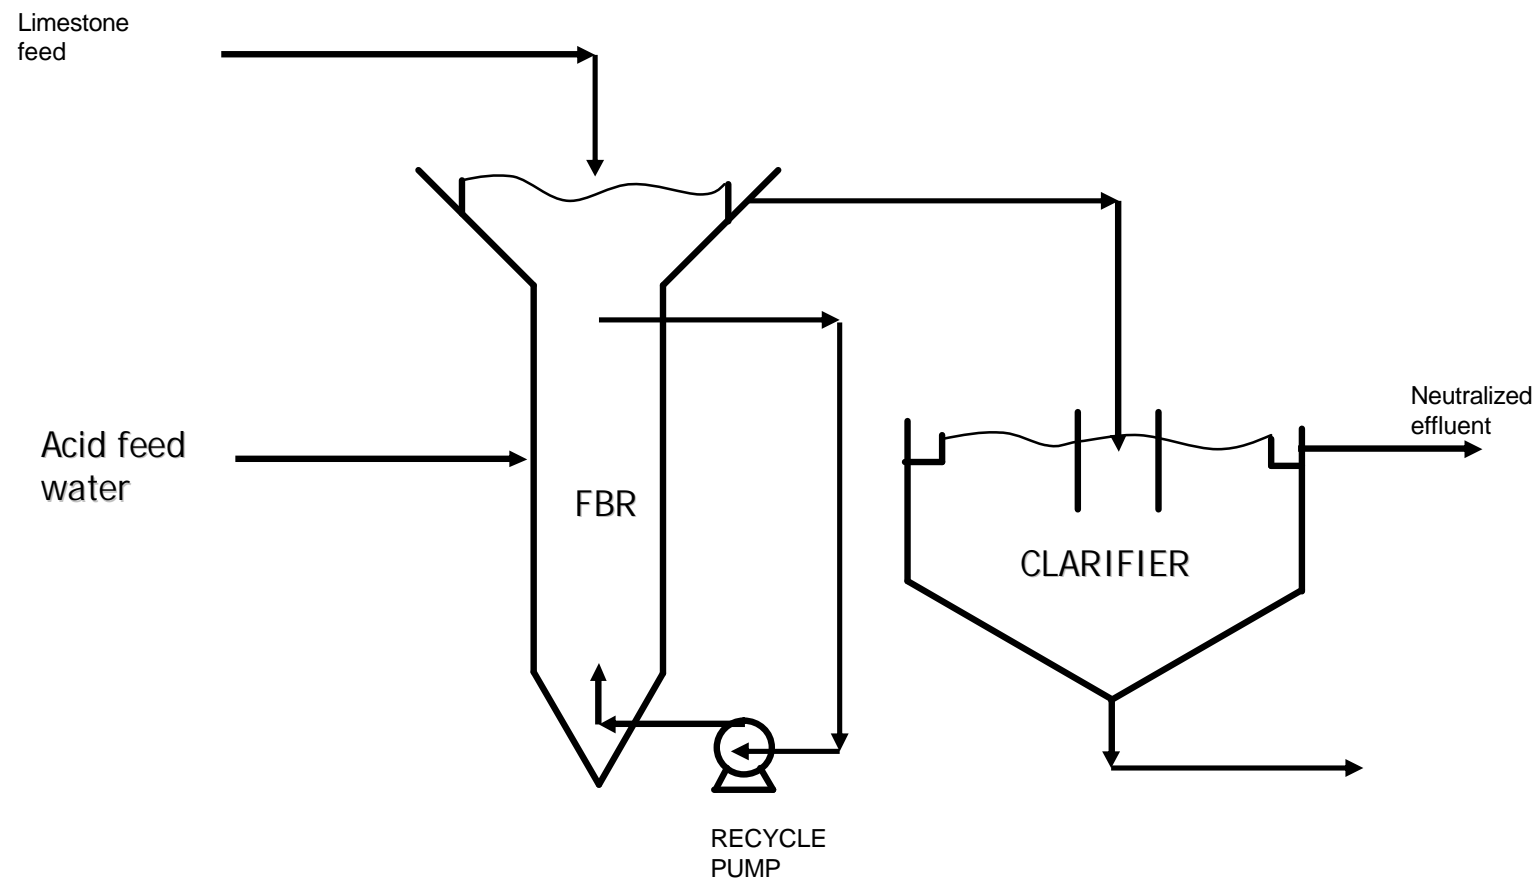 Limestone
feed
Acid feed
water
FBR
CLARIFIER
Neutralized
effluent
RECYCLE
PUMP